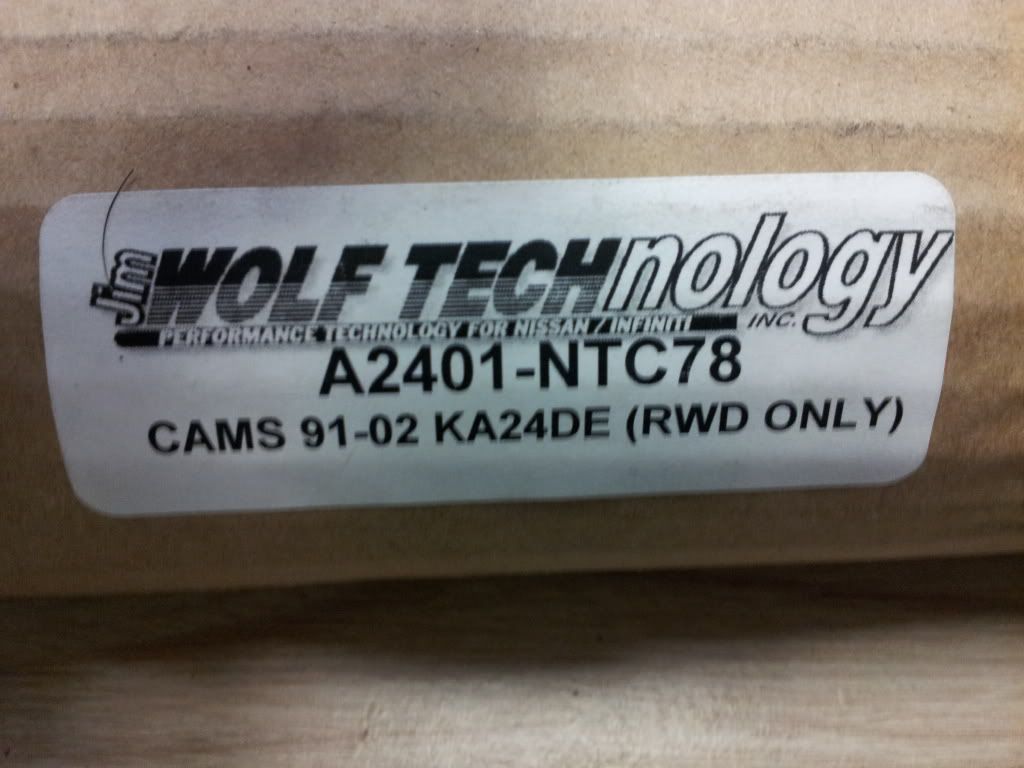 Jim WOLF TECHnology INC.
PERFORMANCE TECHNOLOGY FOR NISSAN / INFINITI
A2401-NTC78
CAMS 91-02 KA24DE (RWD ONLY)